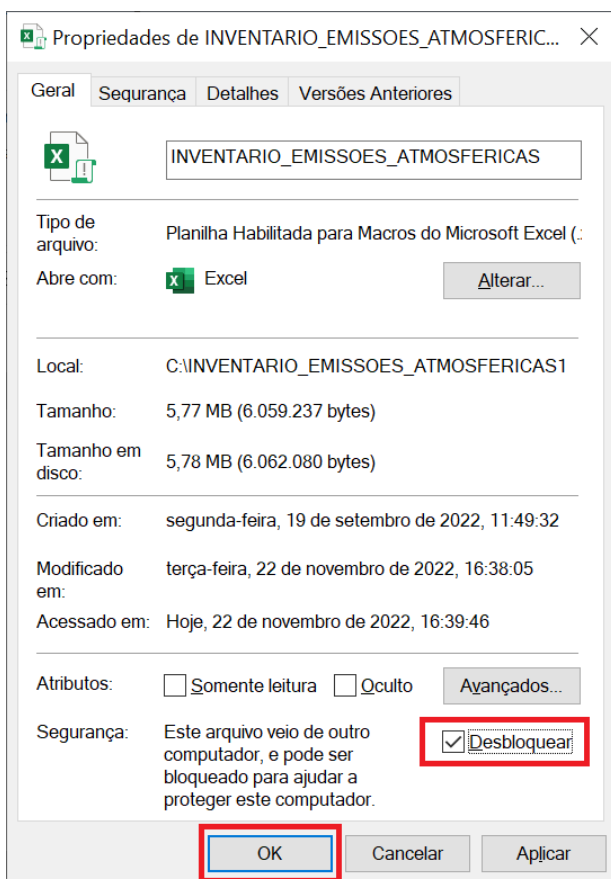 Propriedades de INVENTARIO_EMISSOES_ATMOSFERIC...
Geral Segurança Detalhes Versões Anteriores
INVENTARIO_EMISSOES_ATMOSFERICAS
Tipo de
arquivo:
Planilha Habilitada para Macros do Microsoft Excel (.
Abre com: Excel Alterar...
Local: C:\INVENTARIO_EMISSOES_ATMOSFERICAS1
Tamanho: 5,77 MB (6.059.237 bytes)
Tamanho em
disco:
5,78 MB (6.062.080 bytes)
Criado em: segunda-feira, 19 de setembro de 2022, 11:49:32
Modificado
em:
terça-feira, 22 de novembro de 2022, 16:38:05
Acessado em: Hoje, 22 de novembro de 2022, 16:39:46
Atributos: Somente leitura Oculto Avançados...
Segurança: Este arquivo veio de outro
computador, e pode ser
bloqueado para ajudar a
proteger este computador.
Desbloquear
OK Cancelar Aplicar